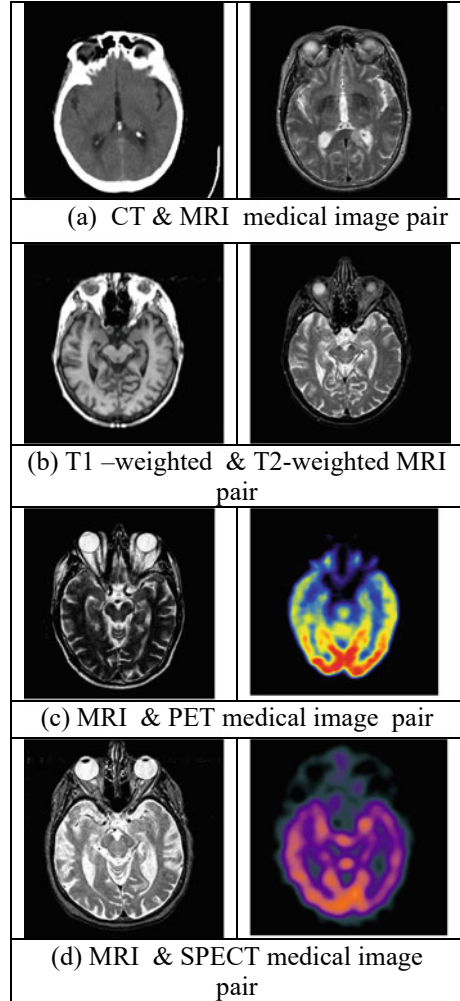 (a) CT & MRI medical image pair
(b) T1 –weighted & T2-weighted MRI
pair
(c) MRI & PET medical image pair
(d) MRI & SPECT medical image
pair